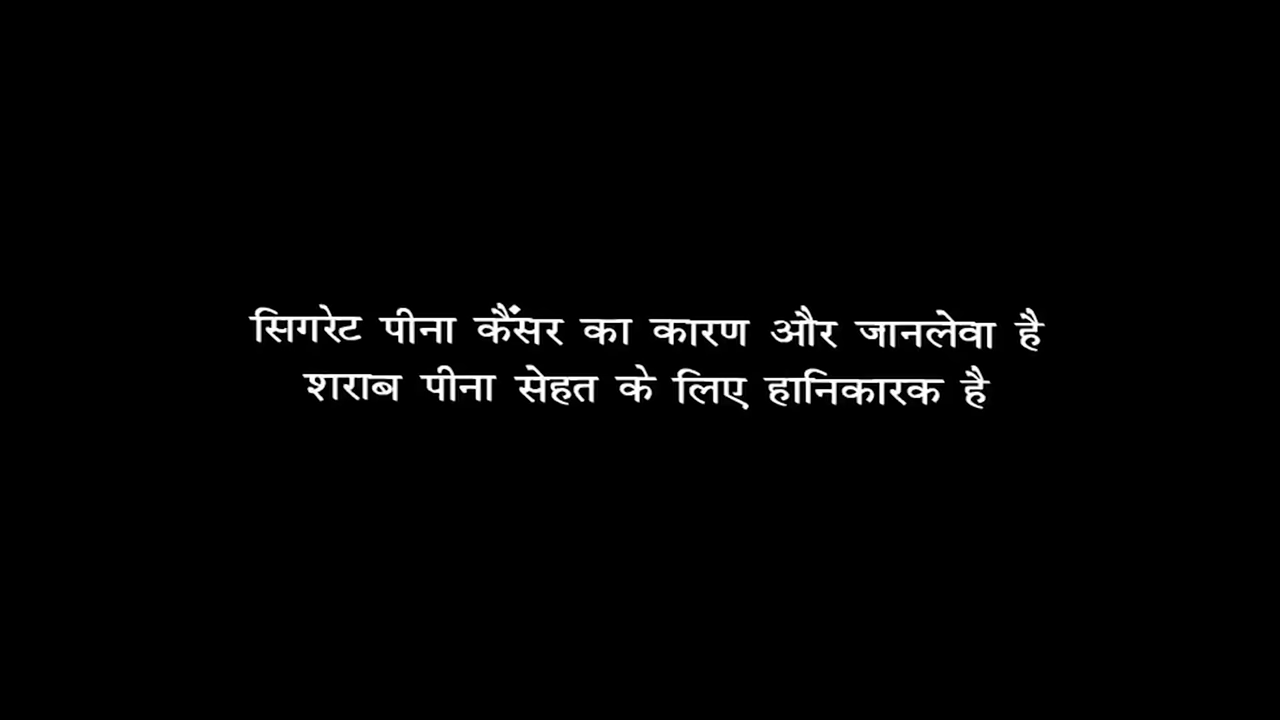 सिगरेट पीना कैंसर का कारण और जानलेवा है
शराब पीना सेहत के लिए हानिकारक है